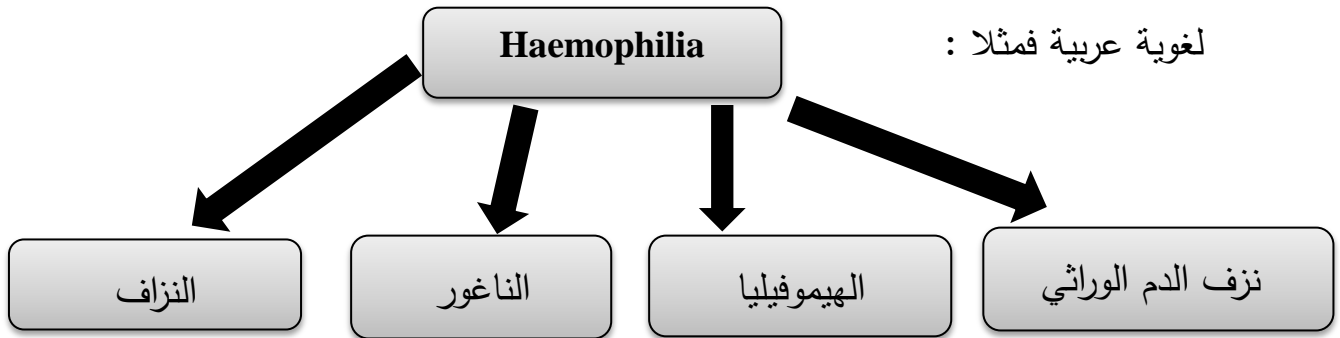 لغوية عربية فمثلا :
Haemophilia
نزف الدم الوراثي
الهيموفيليا
الناغور
النزاف